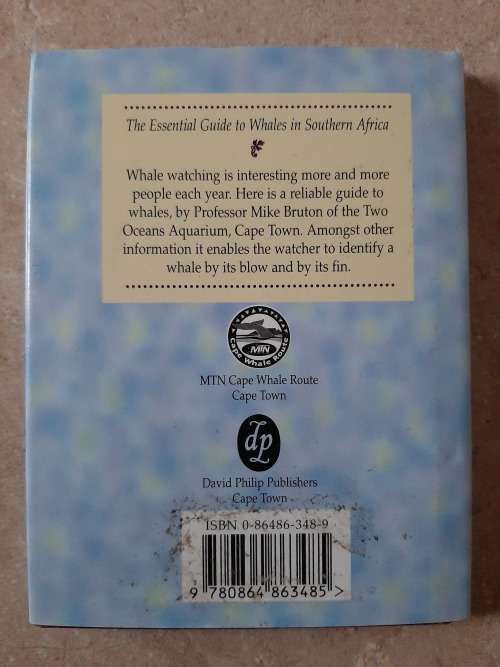 The Essential Guide to Whales in Southern Africa
Whale watching is interesting more and more
people each year. Here is a reliable guide to
whales, by Professor Mike Bruton of the Two
Oceans Aquarium, Cape Town. Amongst other
information it enables the watcher to identify a
whale by its blow and by its fin.
MTN
Cape Whale Route
MTN Cape Whale Route
Cape Town
dp
David Philip Publishers
Cape Town
ISBN 0-86486-348-9
9 780864 863485 >